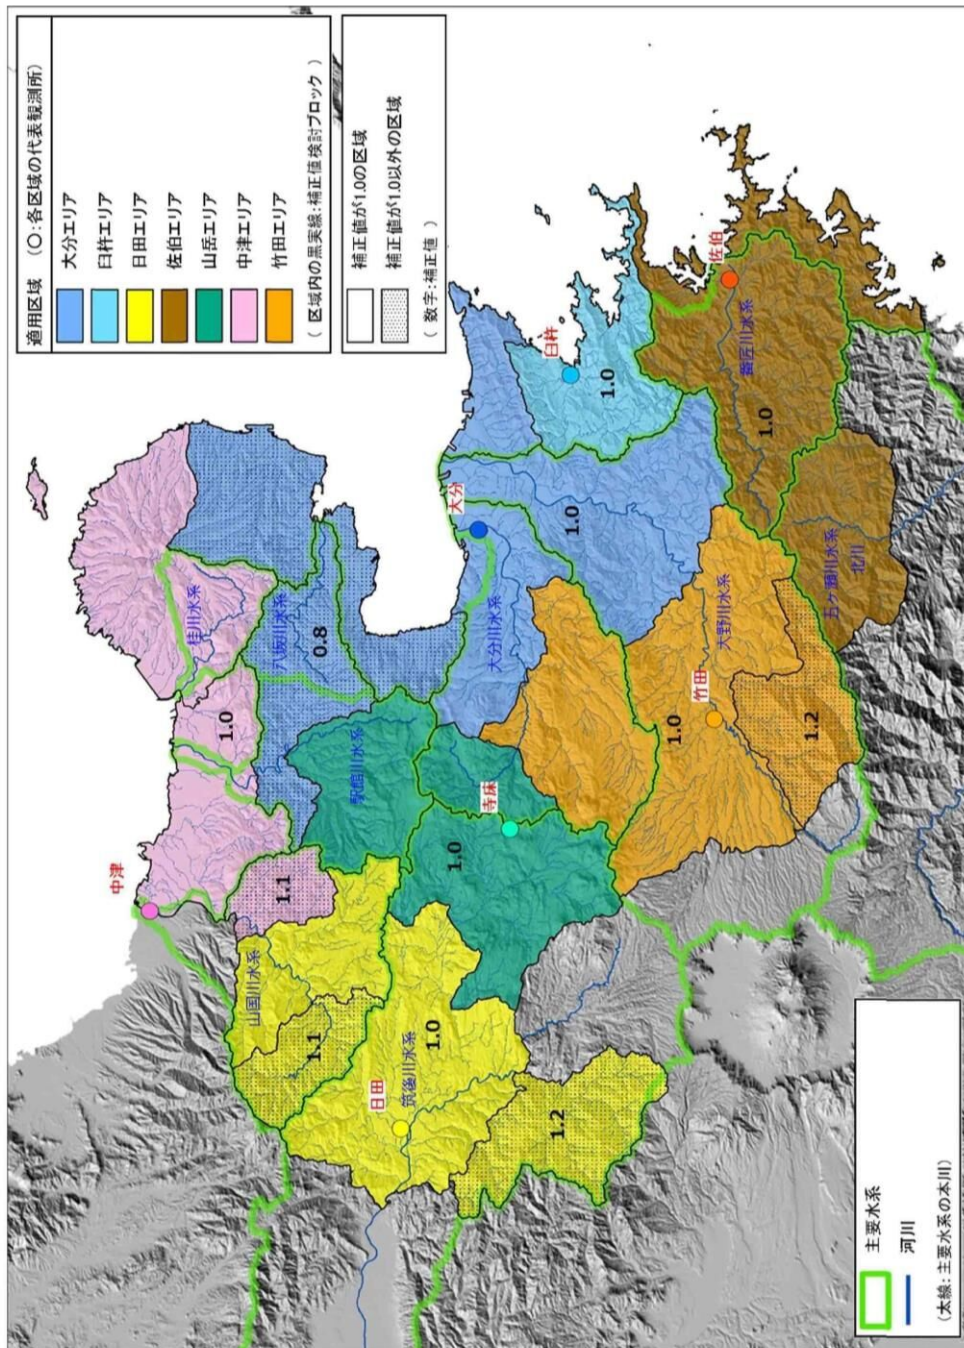 適用区域 (〇:各区域の代表観測所)
大分エリア
臼杵エリア
日田エリア
佐伯エリア
山岳エリア
中津エリア
竹田エリア
( 区域内の黒実線:補正値検討ブロック )
補正値が1.0の区域
補正値が1.0以外の区域
( 数字:補正値 )
中津
1.0
桂川水系
八坂川水系
0.8
駅館川水系
1.1
山国川水系
1.1
日田
筑後川水系
1.0
1.2
1.0
寺床
大分
大分川水系
1.0
臼杵
1.0
佐伯
番匠川水系
1.0
竹田
大野川水系
1.0
1.2
五ヶ瀬川水系
北川
主要水系
河川
(太線:主要水系の本川)